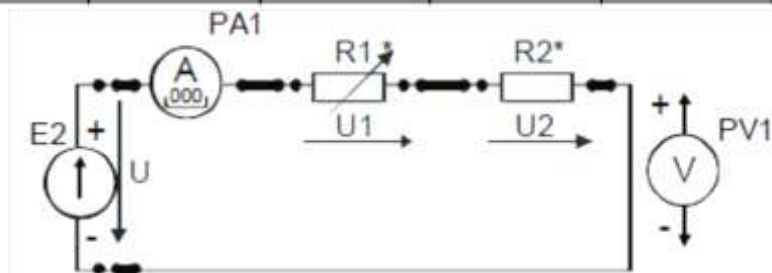 PA1
A
000
R1*
R2*
U1
U2
E2
+
U
-
+
PV1
V
-